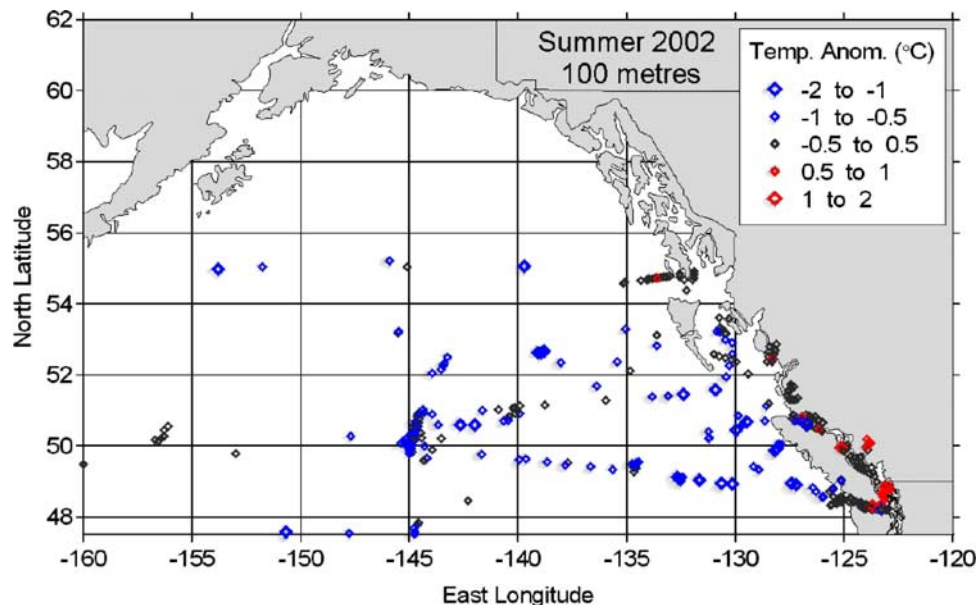 62
60
58
56
54
52
50
48
North Latitude
Summer 2002
100 metres
Temp. Anom. (°C)
-2 to -1
-1 to -0.5
-0.5 to 0.5
0.5 to 1
1 to 2
-160 -155 -150 -145 -140 -135 -130 -125 -120
East Longitude